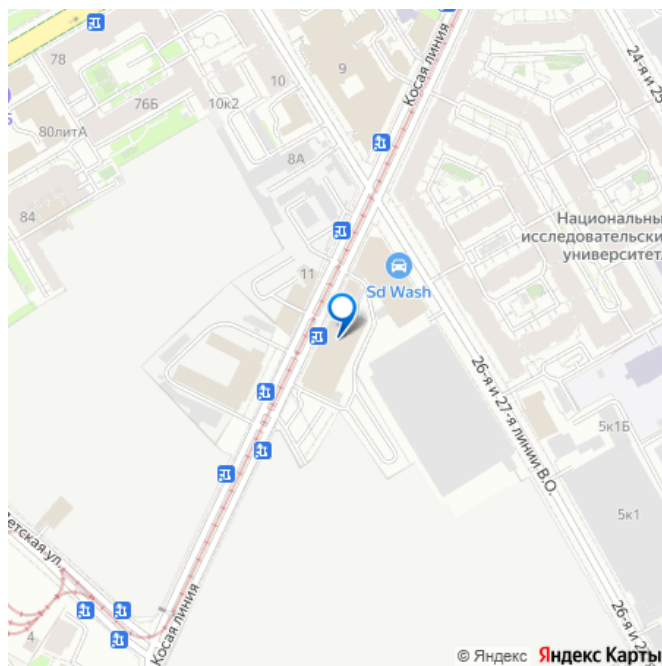 78
76Б
80литА
84
10к2
10
9
8А
11
Косая линия
24-я и 25
Национальны
исследовательски
университет.
Sd Wash
26-я и 27-я линии В.О.
5к1Б
5к1
етская ул.
4
Косая линия
26-я и 2
© Яндекс Яндекс Карты